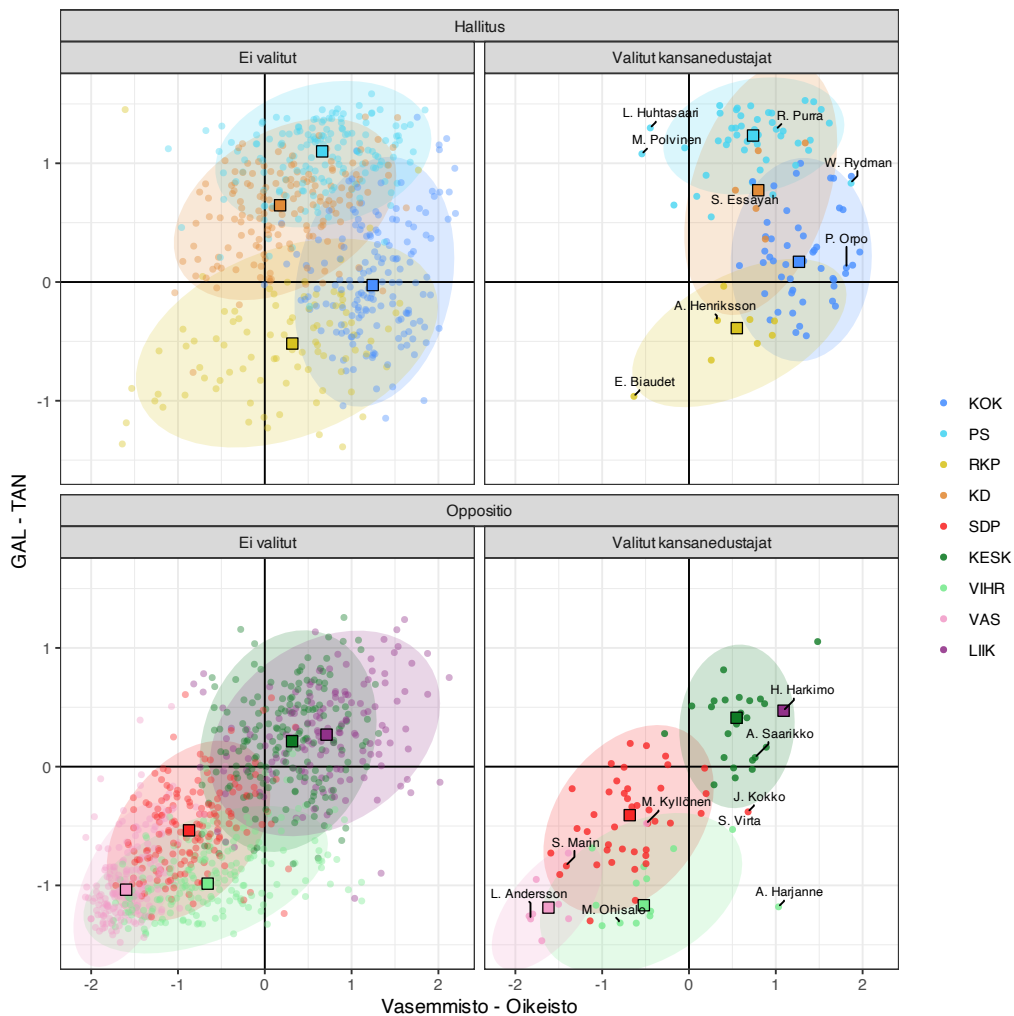 Hallitus
Ei valitut
Valitut kansanedustajat
L. Huhtasaari
R. Purra
M. Polvinen
W. Rydman
S. Essayah
P. Orpo
A. Henriksson
E. Biaudet
1
0
-1
GAL - TAN
Oppositio
Ei valitut
Valitut kansanedustajat
H. Harkimo
A. Saarikko
J. Kokko
M. Kyllönen
S. Virta
S. Marin
L. Andersson
A. Harjanne
M. Ohisalo
1
0
-1
-2 -1 0 1 2
-2 -1 0 1 2
Vasemmisto - Oikeisto
KOK
PS
RKP
KD
SDP
KESK
VIHR
VAS
LIIK